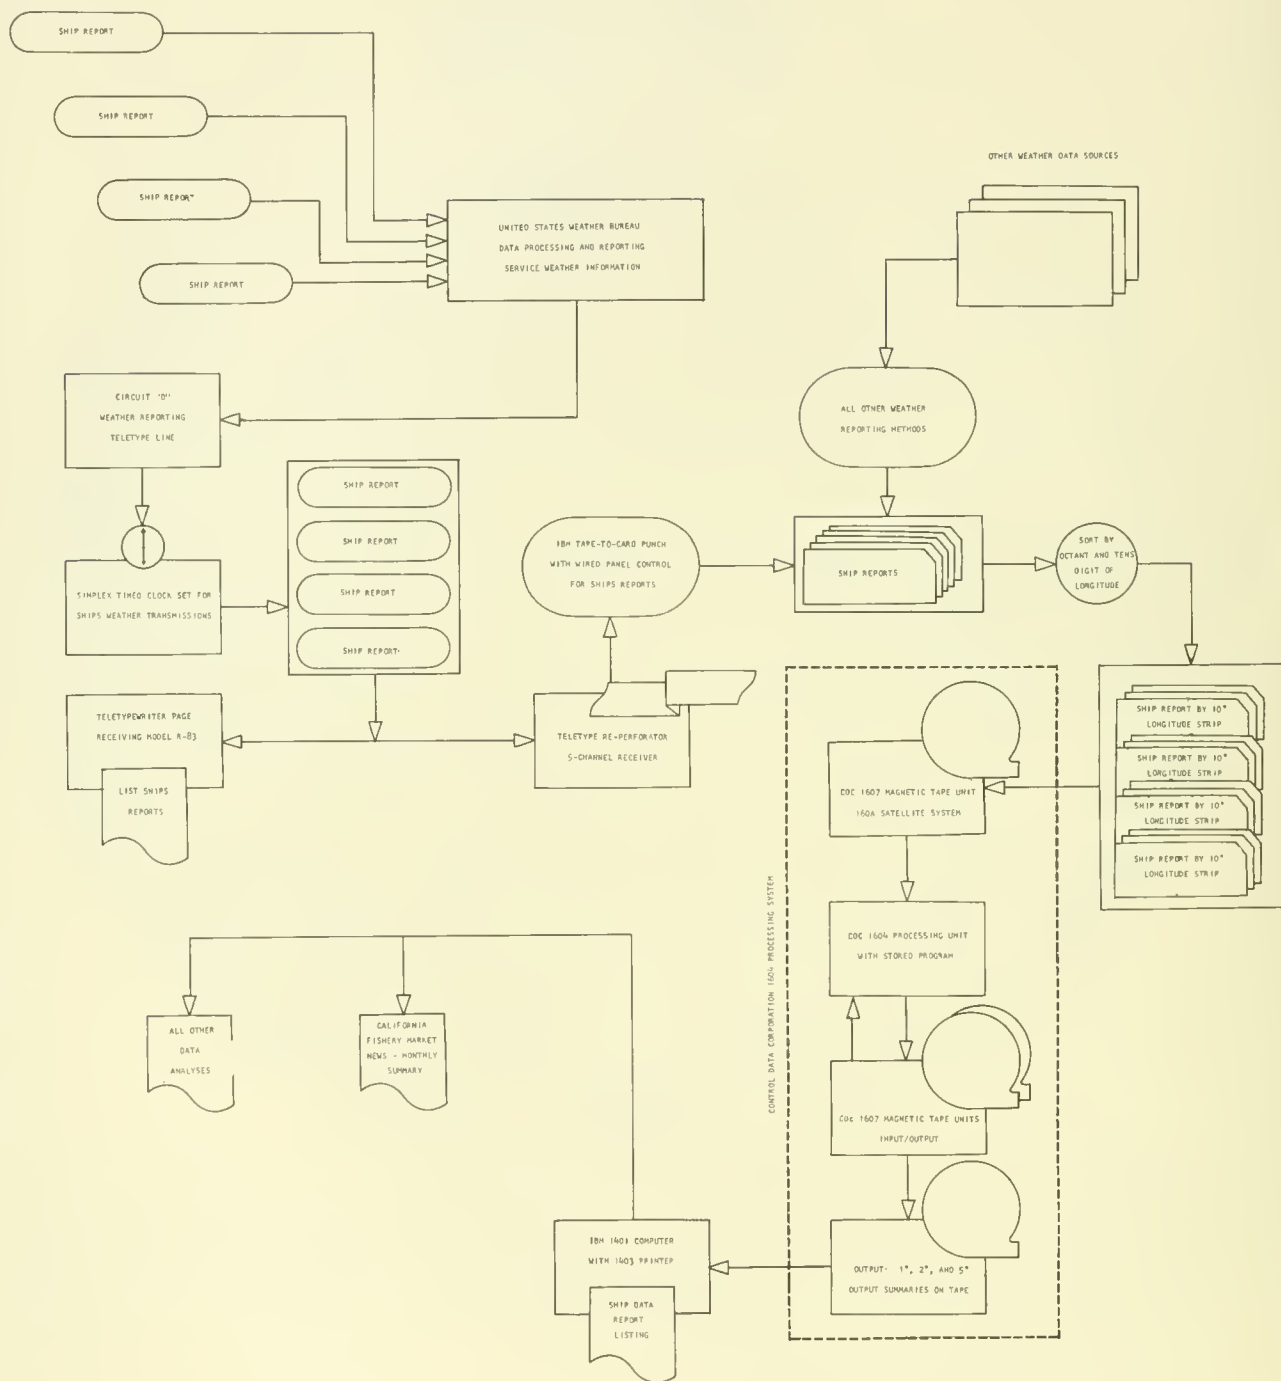 SHIP REPORT
SHIP REPORT
SHIP REPORT
SHIP REPORT
UNITED STATES WEATHER BUREAU
DATA PROCESSING AND REPORTING
SERVICE WEATHER INFORMATION
OTHER WEATHER DATA SOURCES
ALL OTHER WEATHER
REPORTING METHODS
CIRCUIT "O"
WEATHER REPORTING
TELETYPE LINE
SIMPLEX TIMED CLOCK SET FOR
SHIPS WEATHER TRANSMISSIONS
SHIP REPORT
SHIP REPORT
SHIP REPORT
SHIP REPORT
IBM TAPE-TO-CARD PUNCH
WITH WIRED PANEL CONTROL
FOR SHIPS REPORTS
SHIP REPORTS
SORT BY
OCTANT AND TENS
DIGIT OF
LONGITUDE
TELETYPEWRITER PAGE
RECEIVING MODEL R-B3
LIST SHIPS
REPORTS
TELETYPE RE-PERFORATOR
5-CHANNEL RECEIVER
SHIP REPORT BY 10°
LONGITUDE STRIP
SHIP REPORT BY 10°
LONGITUDE STRIP
SHIP REPORT BY 10°
LONGITUDE STRIP
SHIP REPORT BY 10°
LONGITUDE STRIP
CONTROL DATA CORPORATION 1604 PROCESSING SYSTEM
CDC 1607 MAGNETIC TAPE UNIT
160A SATELLITE SYSTEM
CDC 1604 PROCESSING UNIT
WITH STORED PROGRAM
CDC 1607 MAGNETIC TAPE UNITS
INPUT/OUTPUT
OUTPUT- 1°, 2°, AND 5°
OUTPUT SUMMARIES ON TAPE
IBM 1401 COMPUTER
WITH 1403 PRINTER
SHIP DATA
REPORT
LISTING
ALL OTHER
DATA
ANALYSES
CALIFORNIA
FISHERY MARKET
NEWS - MONTHLY
SUMMARY